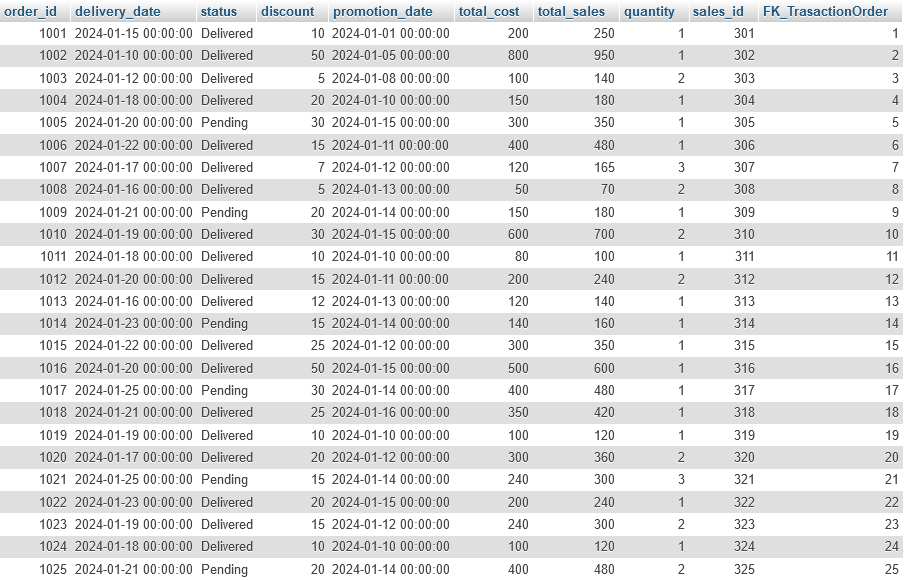 order_id delivery_date status discount promotion_date total_cost total_sales quantity sales_id FK_TrasactionOrder
1001 2024-01-15 00:00:00 Delivered 10 2024-01-01 00:00:00 200 250 1 301 1
1002 2024-01-10 00:00:00 Delivered 50 2024-01-05 00:00:00 800 950 1 302 2
1003 2024-01-12 00:00:00 Delivered 5 2024-01-08 00:00:00 100 140 2 303 3
1004 2024-01-18 00:00:00 Delivered 20 2024-01-10 00:00:00 150 180 1 304 4
1005 2024-01-20 00:00:00 Pending 30 2024-01-15 00:00:00 300 350 1 305 5
1006 2024-01-22 00:00:00 Delivered 15 2024-01-11 00:00:00 400 480 1 306 6
1007 2024-01-17 00:00:00 Delivered 7 2024-01-12 00:00:00 120 165 3 307 7
1008 2024-01-16 00:00:00 Delivered 5 2024-01-13 00:00:00 50 70 2 308 8
1009 2024-01-21 00:00:00 Pending 20 2024-01-14 00:00:00 150 180 1 309 9
1010 2024-01-19 00:00:00 Delivered 30 2024-01-15 00:00:00 600 700 2 310 10
1011 2024-01-18 00:00:00 Delivered 10 2024-01-10 00:00:00 80 100 1 311 11
1012 2024-01-20 00:00:00 Delivered 15 2024-01-11 00:00:00 200 240 2 312 12
1013 2024-01-16 00:00:00 Delivered 12 2024-01-13 00:00:00 120 140 1 313 13
1014 2024-01-23 00:00:00 Pending 15 2024-01-14 00:00:00 140 160 1 314 14
1015 2024-01-22 00:00:00 Delivered 25 2024-01-12 00:00:00 300 350 1 315 15
1016 2024-01-20 00:00:00 Delivered 50 2024-01-15 00:00:00 500 600 1 316 16
1017 2024-01-25 00:00:00 Pending 30 2024-01-14 00:00:00 400 480 1 317 17
1018 2024-01-21 00:00:00 Delivered 25 2024-01-16 00:00:00 350 420 1 318 18
1019 2024-01-19 00:00:00 Delivered 10 2024-01-10 00:00:00 100 120 1 319 19
1020 2024-01-17 00:00:00 Delivered 20 2024-01-12 00:00:00 300 360 2 320 20
1021 2024-01-25 00:00:00 Pending 15 2024-01-14 00:00:00 240 300 3 321 21
1022 2024-01-23 00:00:00 Delivered 20 2024-01-15 00:00:00 200 240 1 322 22
1023 2024-01-19 00:00:00 Delivered 15 2024-01-12 00:00:00 240 300 2 323 23
1024 2024-01-18 00:00:00 Delivered 10 2024-01-10 00:00:00 100 120 1 324 24
1025 2024-01-21 00:00:00 Pending 20 2024-01-14 00:00:00 400 480 2 325 25